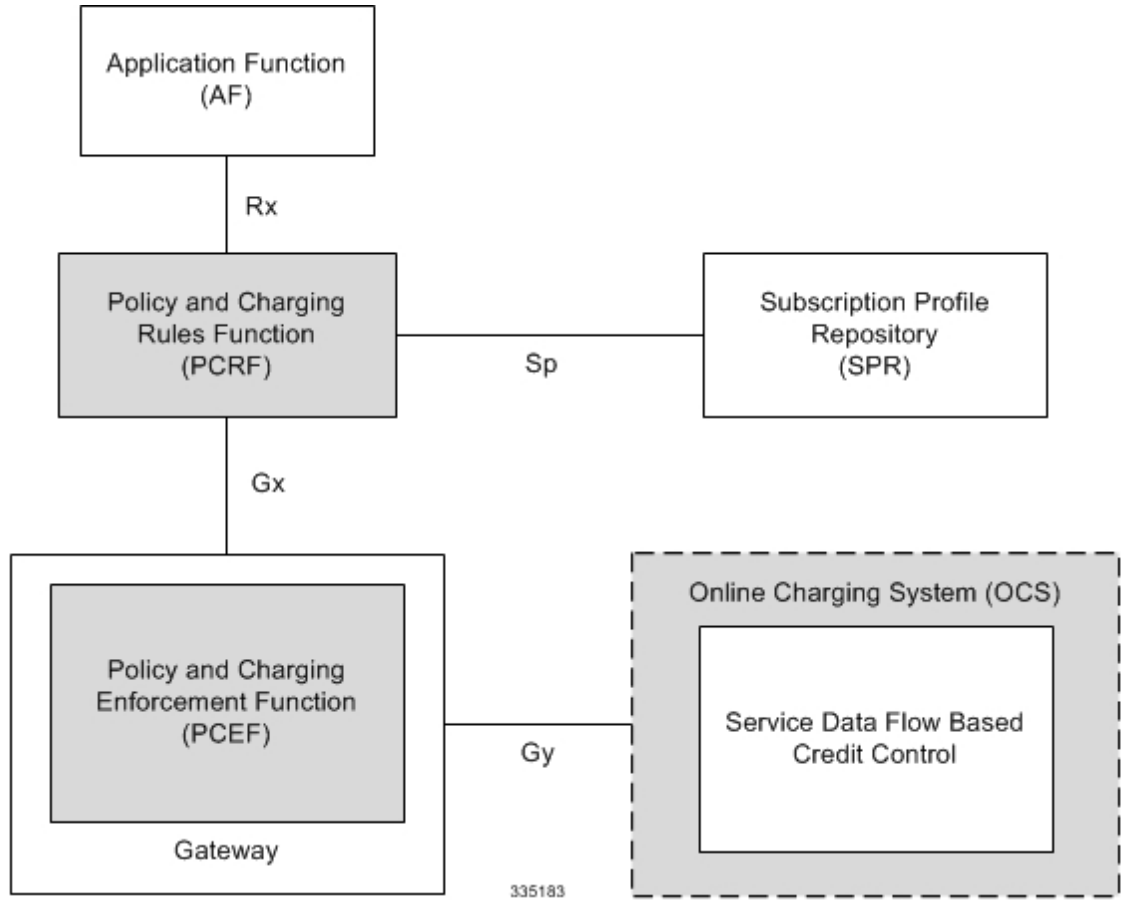 Application Function
(AF)
Rx
Policy and Charging
Rules Function
(PCRF)
Sp
Subscription Profile
Repository
(SPR)
Gx
Policy and Charging
Enforcement Function
(PCEF)
Gateway
Gy
Online Charging System (OCS)
Service Data Flow Based
Credit Control
335183